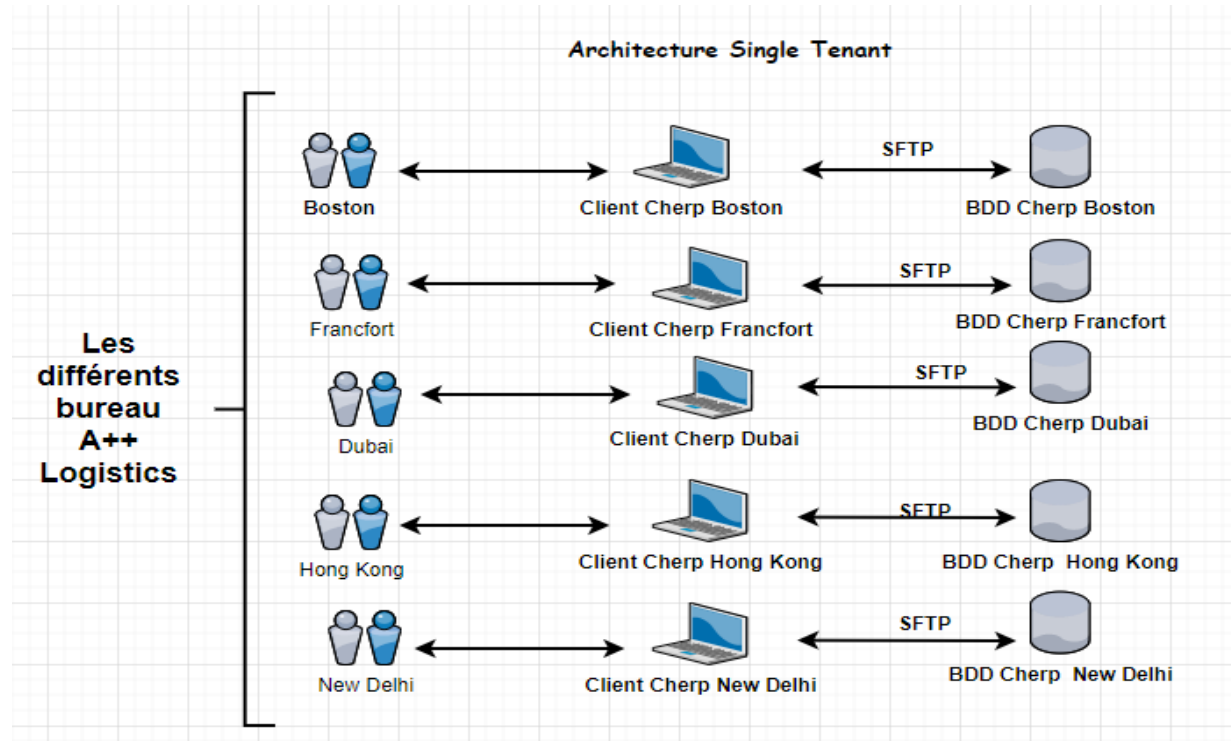 Architecture Single Tenant
SFTP
Boston
Client Cherp Boston
BDD Cherp Boston
SFTP
Francfort
Client Cherp Francfort
BDD Cherp Francfort
Les
différents
bureau
A++
Logistics
SFTP
Dubai
Client Cherp Dubai
BDD Cherp Dubai
SFTP
Hong Kong
Client Cherp Hong Kong
BDD Cherp Hong Kong
SFTP
New Delhi
Client Cherp New Delhi
BDD Cherp New Delhi